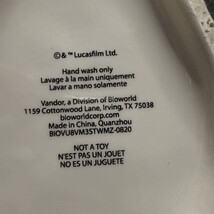 ©& ™ Lucasfilm Ltd.
Hand wash only
Lavage à la main uniquement
Lavar a mano solamente
Vandor, a Division of Bioworld
1159 Cottonwood Lane, Irving, TX 75038
bioworldcorp.com
Made in China, Quanzhou
BIOVU8VM35TWMZ-0820
NOT A TOY
N'EST PAS UN JOUET
NO ES UN JUGUETE